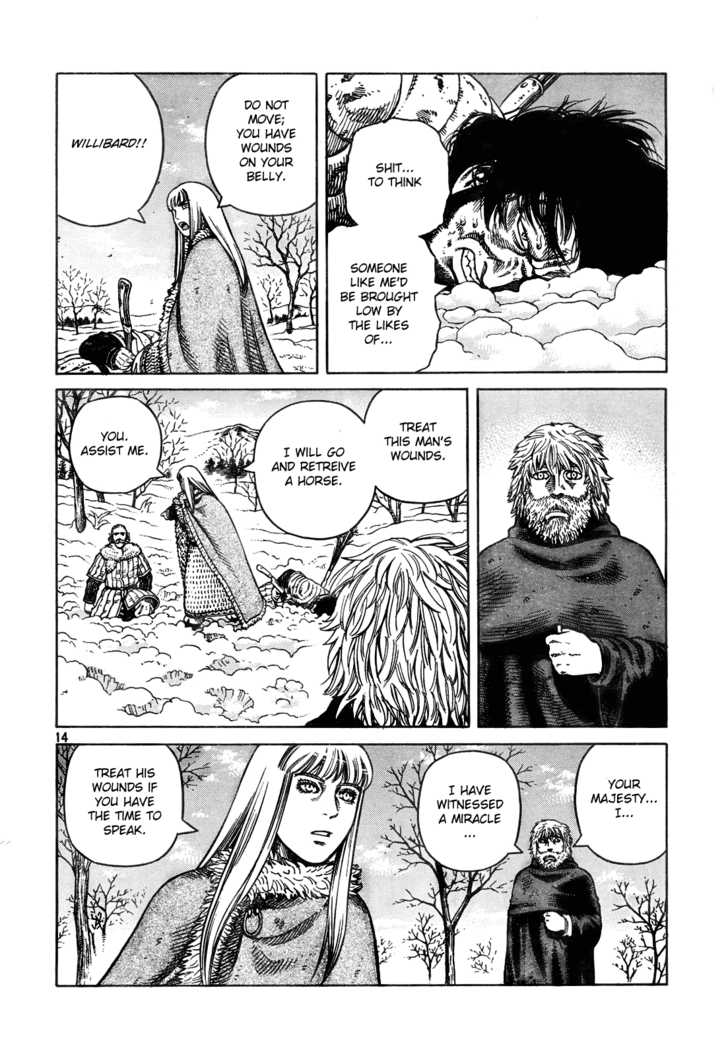 SHIT...
TO THINK
SOMEONE
LIKE ME'D
BE BROUGHT
LOW BY
THE LIKES
OF...
DO NOT
MOVE;
YOU HAVE
WOUNDS
ON YOUR
BELLY.
WILLIBARD!!
TREAT
THIS MAN'S
WOUNDS.
I WILL GO
AND RETREIVE
A HORSE.
YOU.
ASSIST ME.
14
YOUR
MAJESTY...
I...
I HAVE
WITNESSED
A MIRACLE
...
TREAT HIS
WOUNDS IF
YOU HAVE
THE TIME TO
SPEAK.